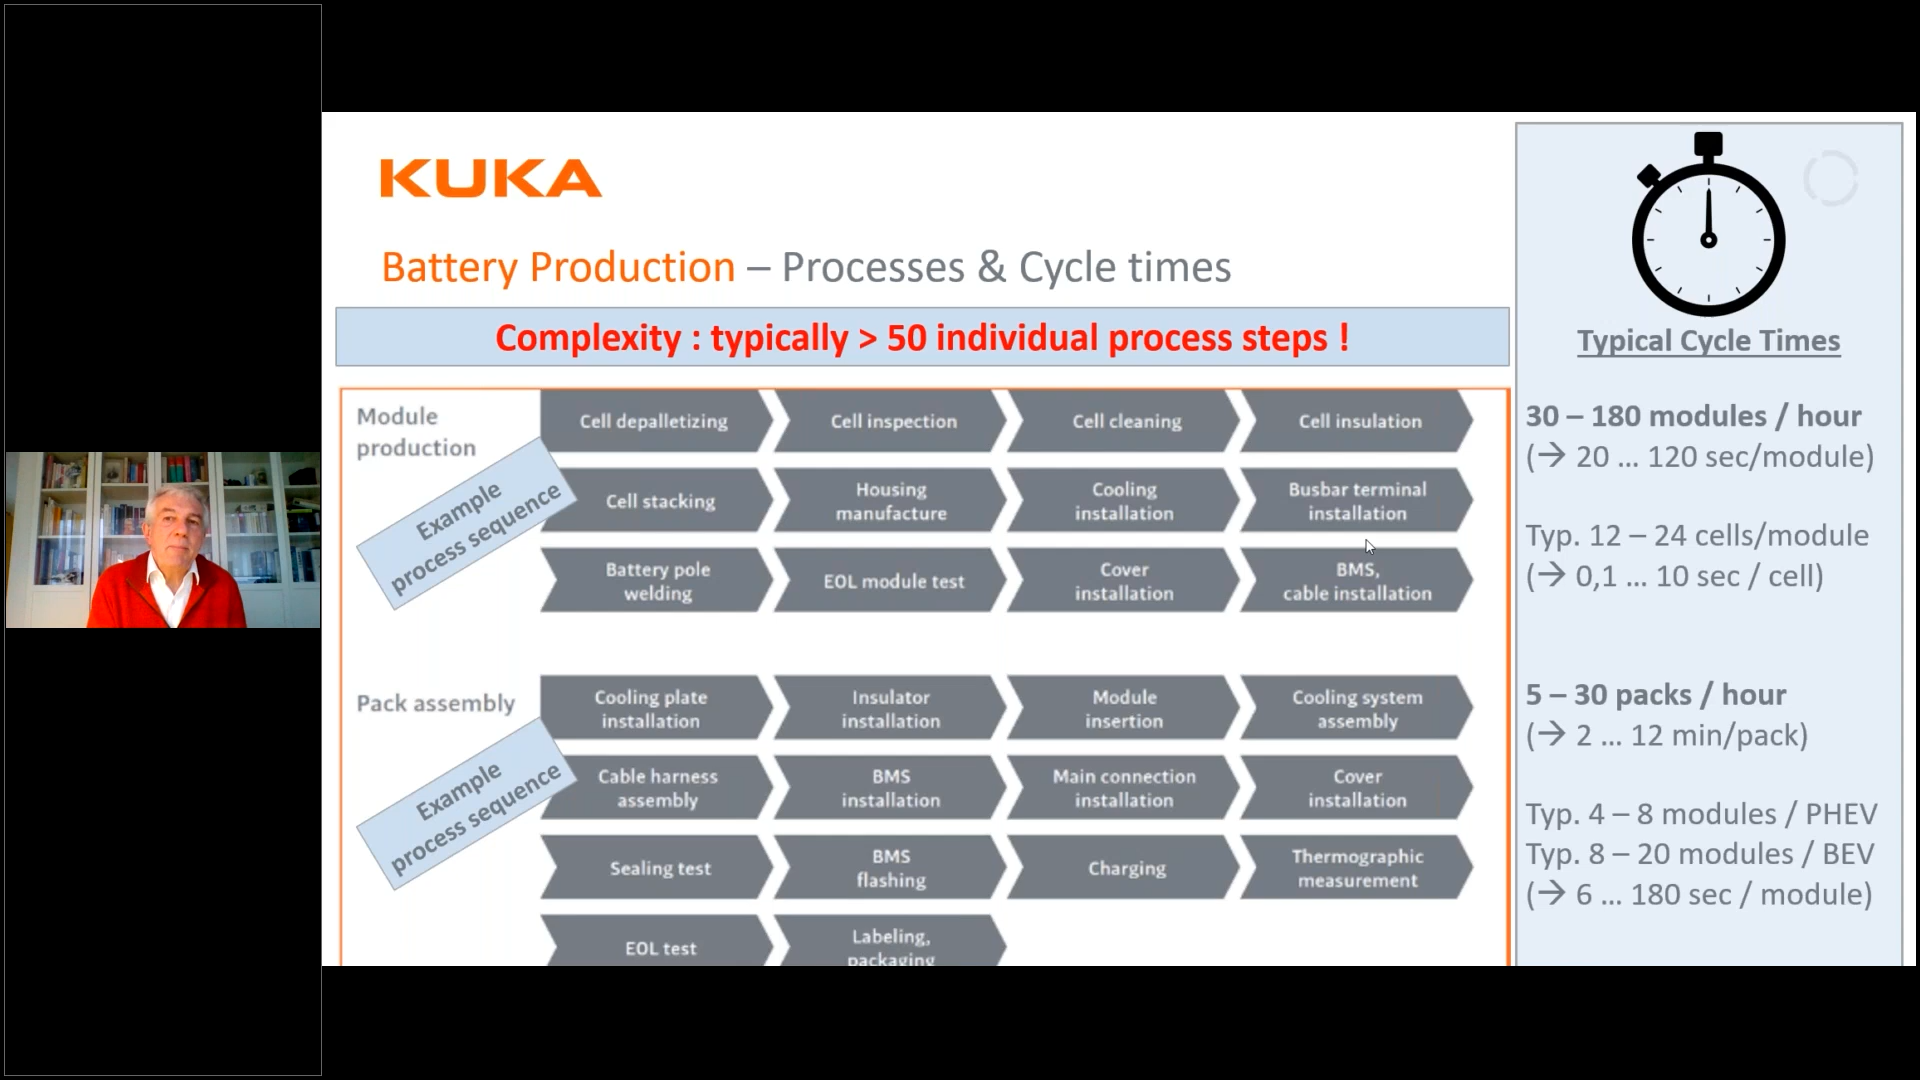 KUKA
Battery Production – Processes & Cycle times
Complexity : typically > 50 individual process steps !
Module
production
Example
process sequence
Cell depalletizing
Cell inspection
Cell cleaning
Cell insulation
Cell stacking
Housing
manufacture
Cooling
installation
Busbar terminal
installation
Battery pole
welding
EOL module test
Cover
installation
BMS,
cable installation
Pack assembly
Example
process sequence
Cooling plate
installation
Insulator
installation
Module
insertion
Cooling system
assembly
Cable harness
assembly
BMS
installation
Main connection
installation
Cover
installation
Sealing test
BMS
flashing
Charging
Thermographic
measurement
EOL test
Labeling,
packaging
Typical Cycle Times
30 – 180 modules / hour
(→ 20 ... 120 sec/module)
Typ. 12 – 24 cells/module
(→ 0,1 ... 10 sec / cell)
5 – 30 packs / hour
(→ 2 ... 12 min/pack)
Typ. 4 – 8 modules / PHEV
Typ. 8 – 20 modules / BEV
(→ 6 ... 180 sec / module)